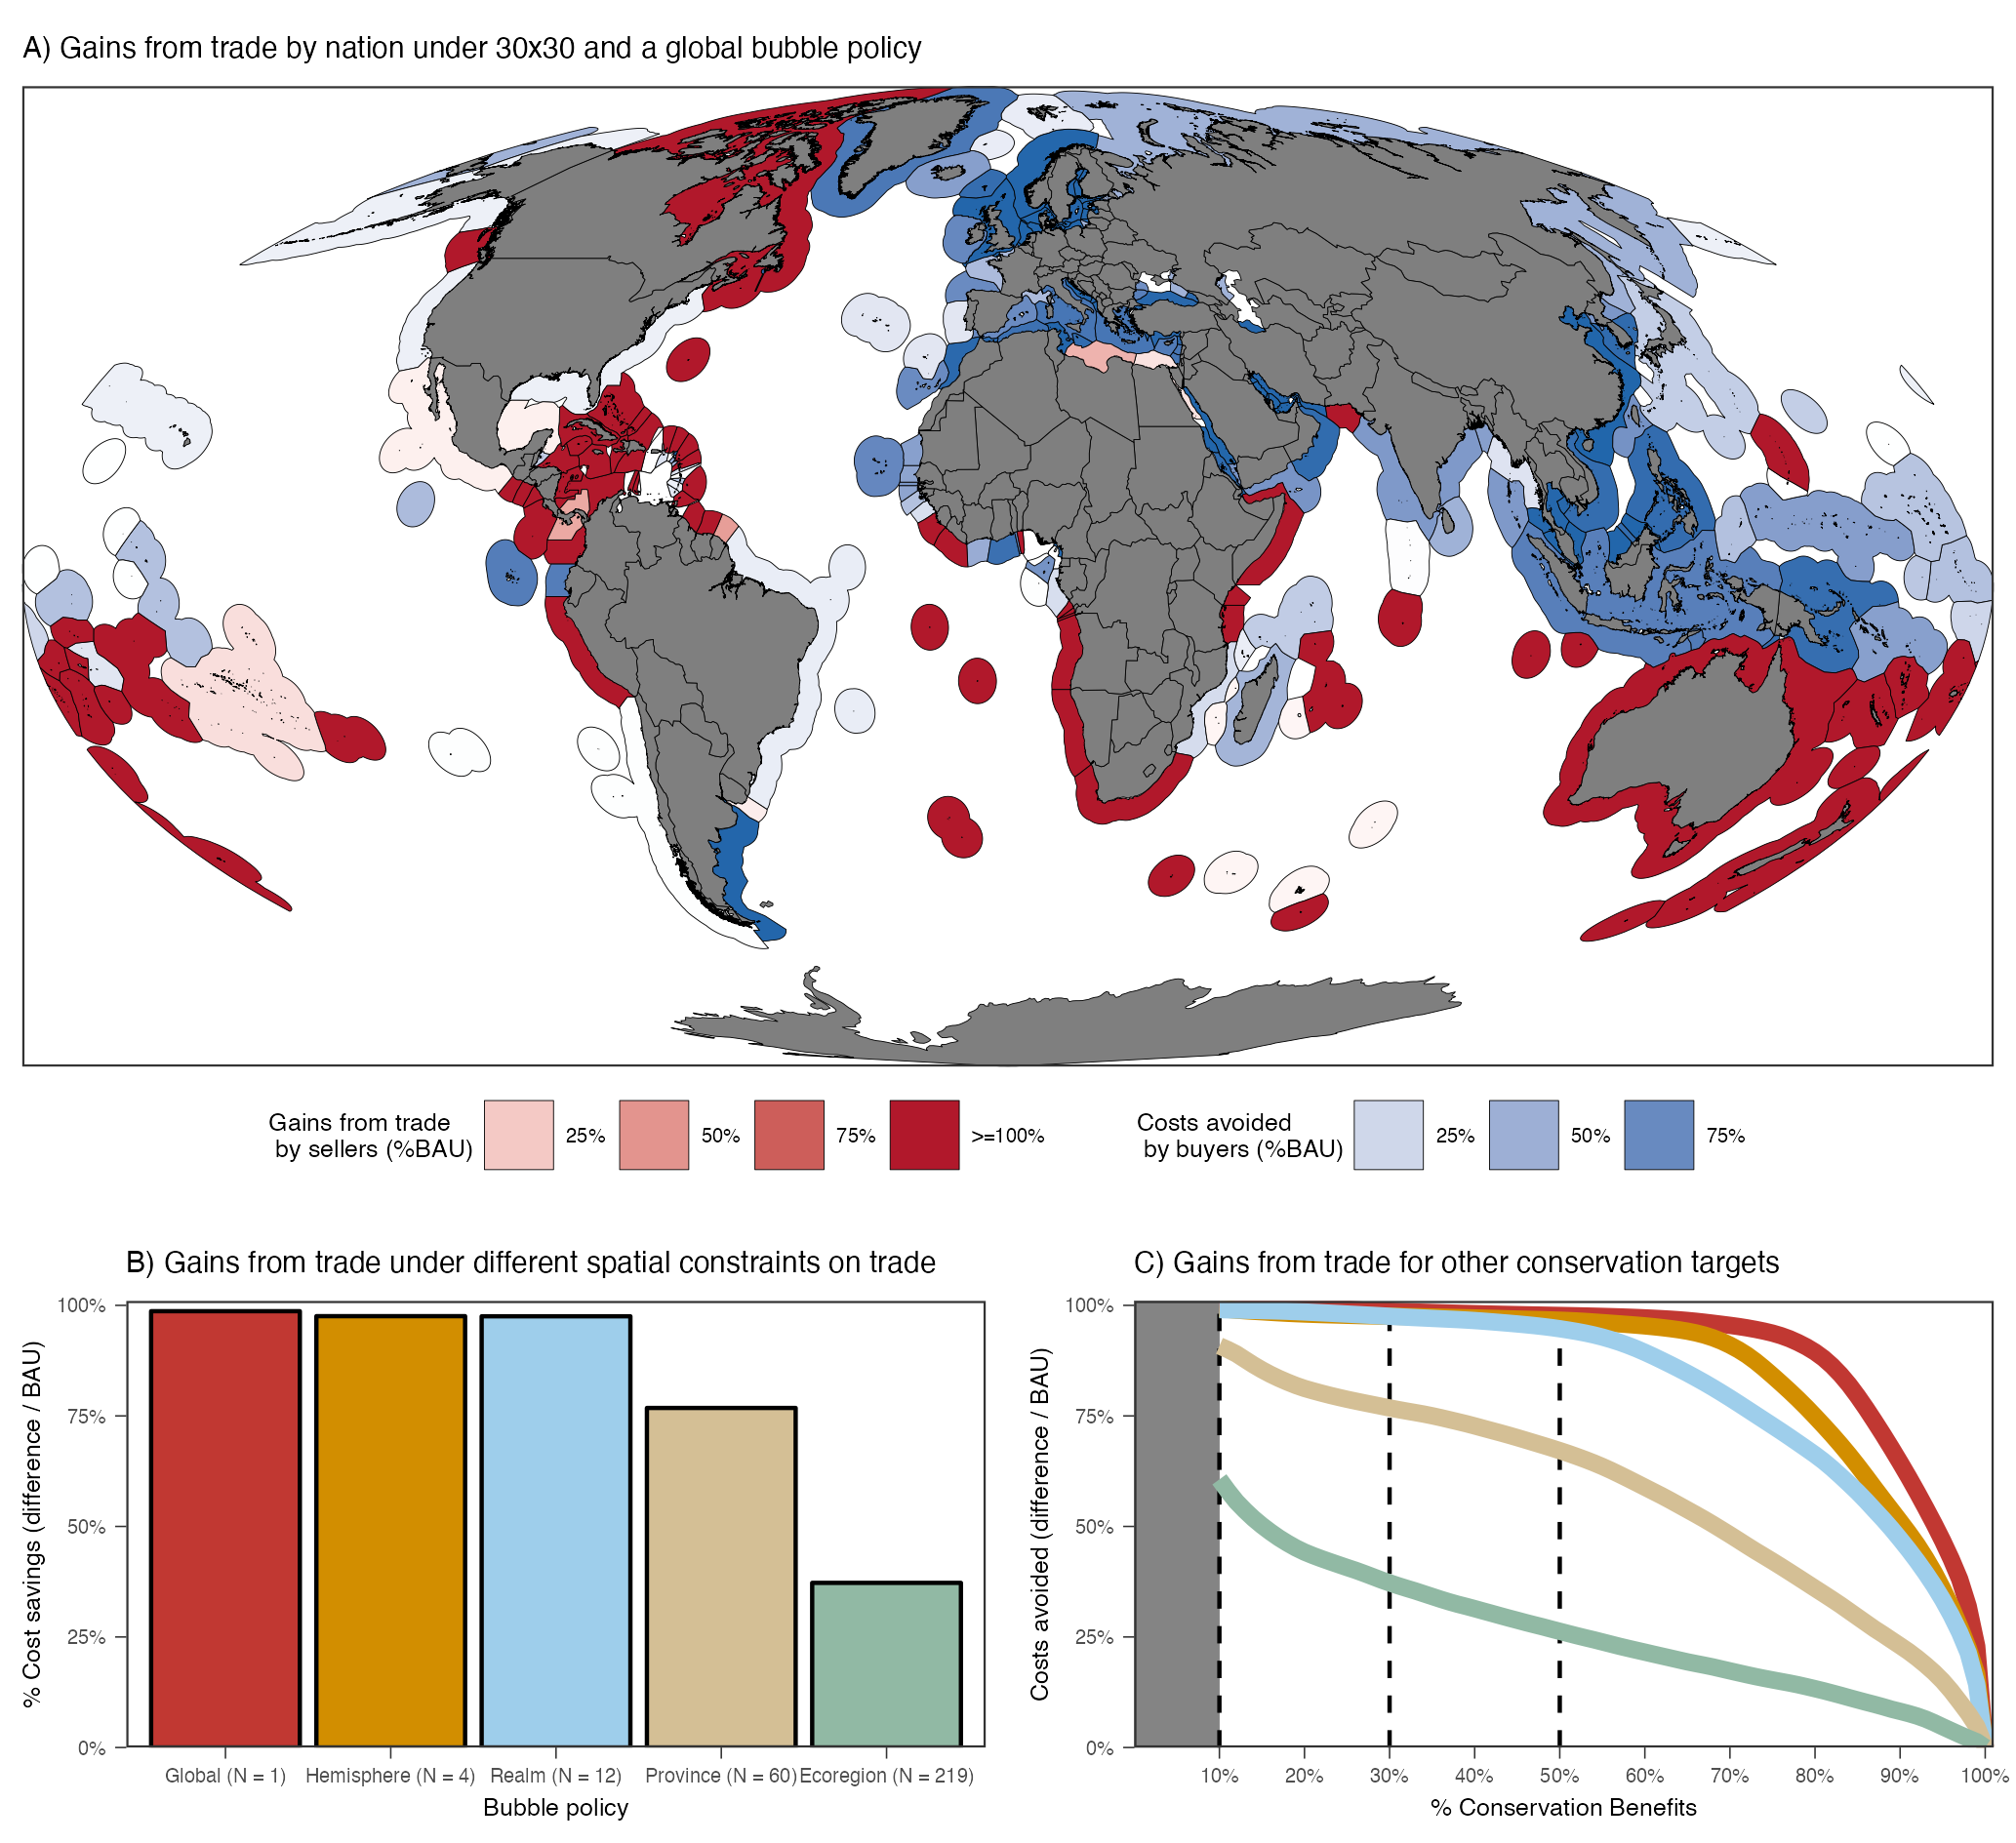 A) Gains from trade by nation under 30x30 and a global bubble policy
Gains from trade
by sellers (%BAU)
25%
50%
75%
>=100%
Costs avoided
by buyers (%BAU)
25%
50%
75%
B) Gains from trade under different spatial constraints on trade
% Cost savings (difference / BAU)
100%
75%
50%
25%
0%
Global (N = 1)
Hemisphere (N = 4)
Realm (N = 12)
Province (N = 60)
Ecoregion (N = 219)
Bubble policy
C) Gains from trade for other conservation targets
Costs avoided (difference / BAU)
100%
75%
50%
25%
0%
10%
20%
30%
40%
50%
60%
70%
80%
90%
100%
% Conservation Benefits